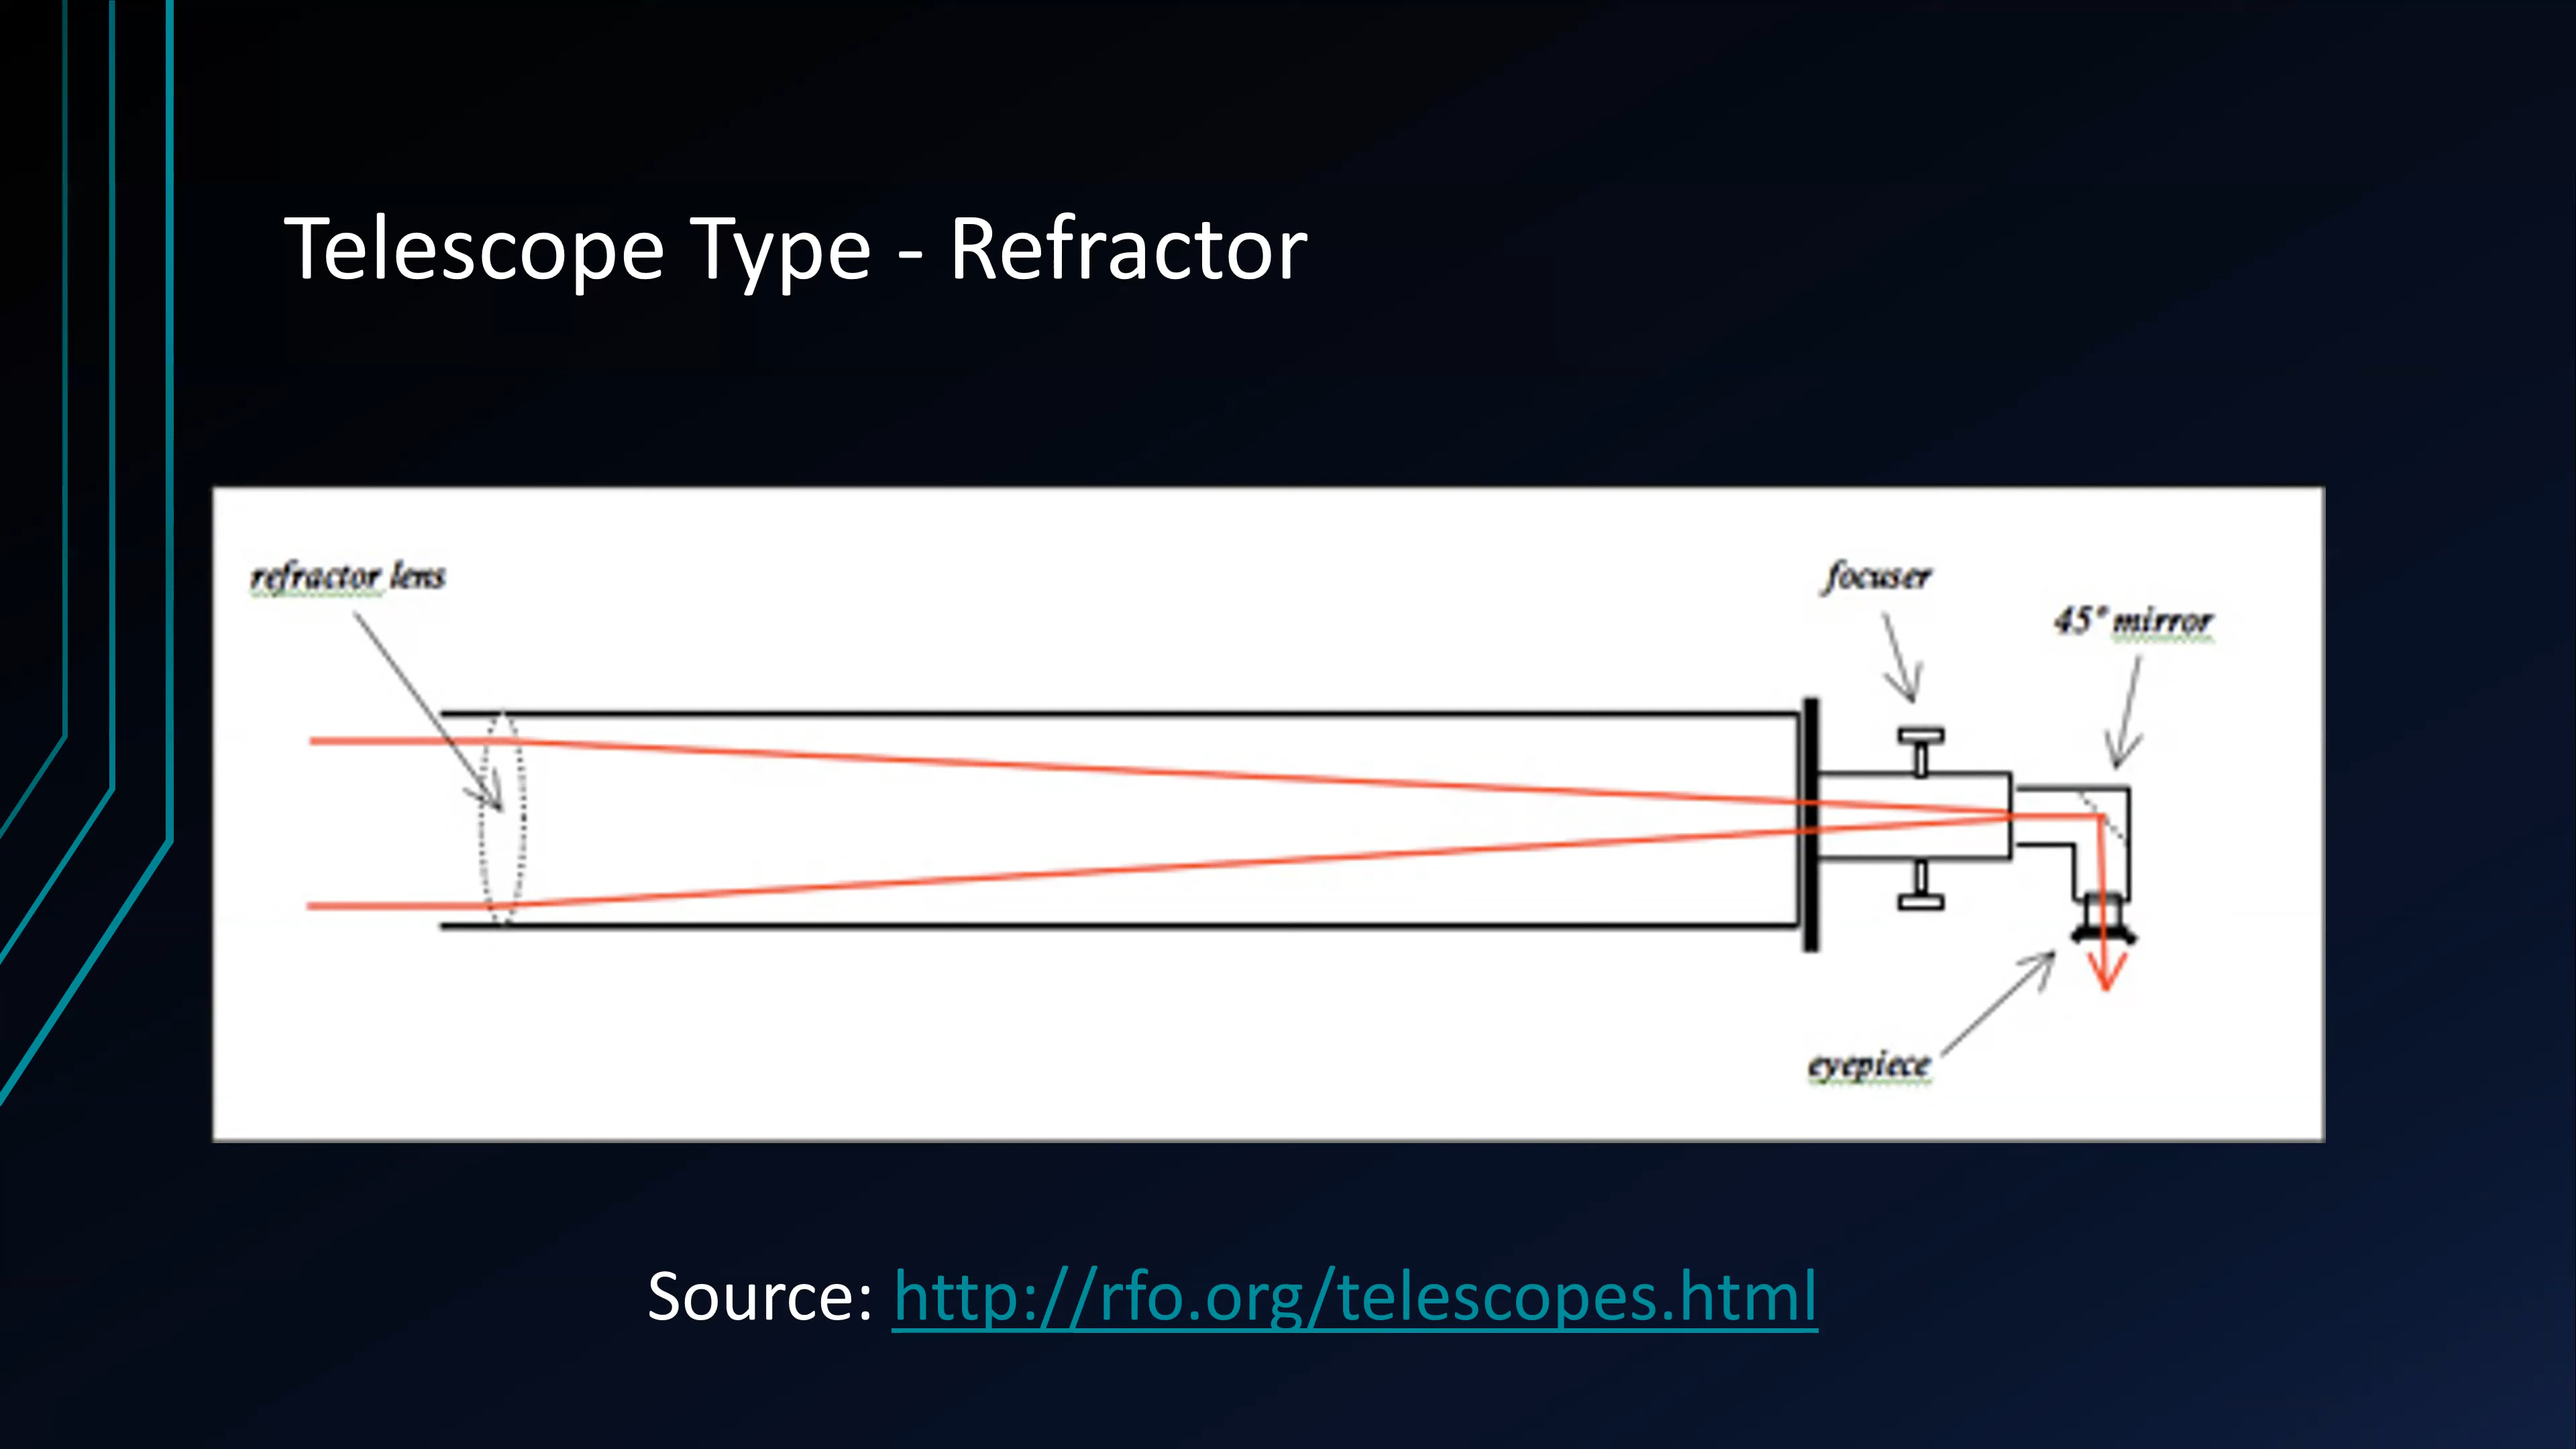 Telescope Type - Refractor
refractor lens
focuser
45° mirror
eyepiece
Source: http://rfo.org/telescopes.html